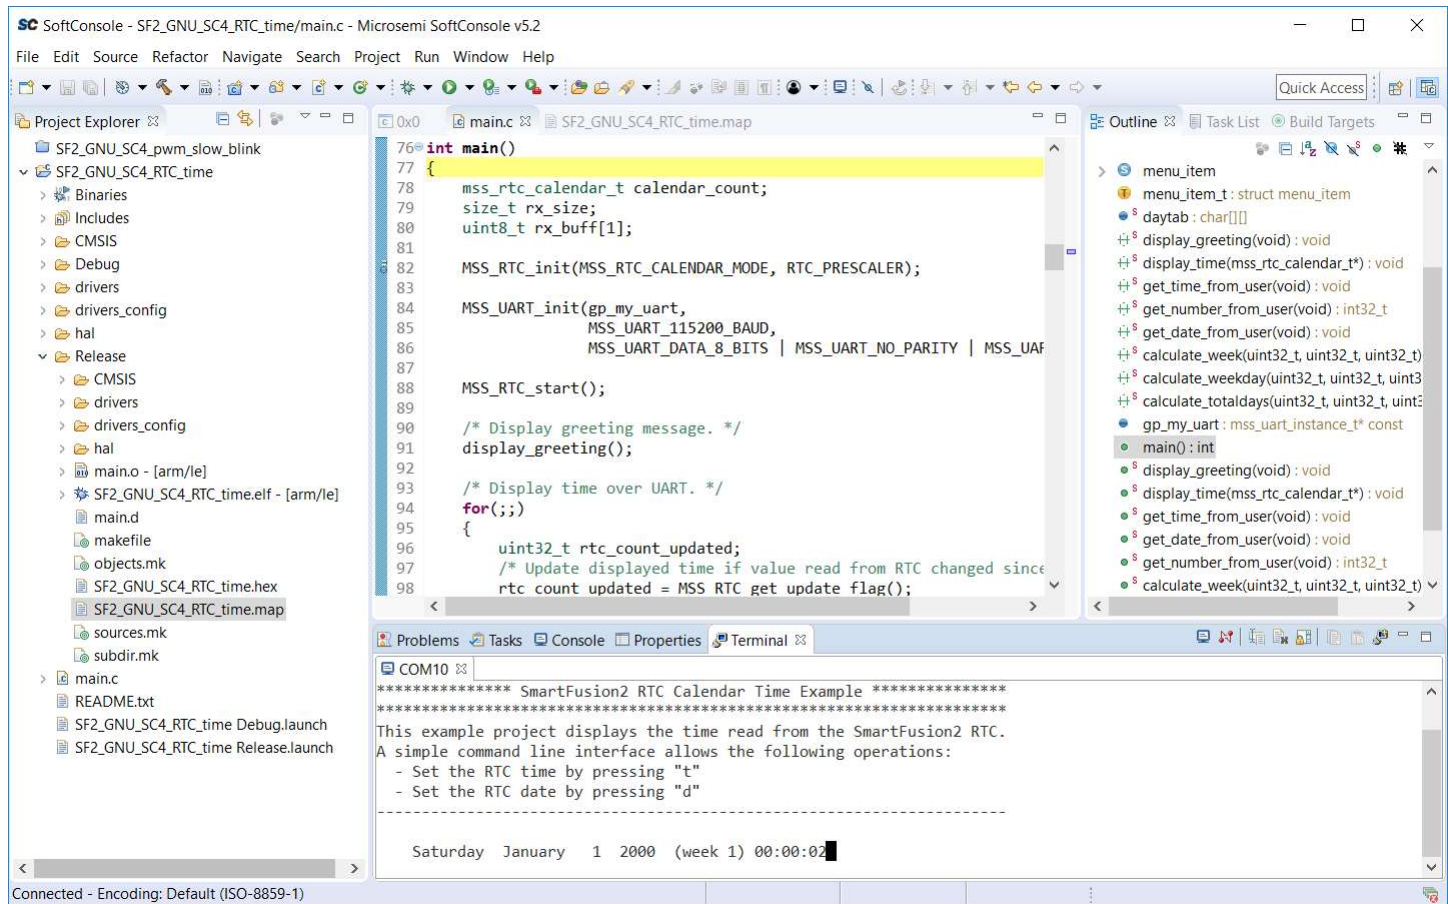 SC SoftConsole - SF2_GNU_SC4_RTC_time/main.c - Microsemi SoftConsole v5.2
File Edit Source Refactor Navigate Search Project Run Window Help
Quick Access
Project Explorer
SF2_GNU_SC4_pwm_slow_blink
SF2_GNU_SC4_RTC_time
Binaries
Includes
CMSIS
Debug
drivers
drivers_config
hal
Release
CMSIS
drivers
drivers_config
hal
main.o - [arm/le]
SF2_GNU_SC4_RTC_time.elf - [arm/le]
main.d
makefile
objects.mk
SF2_GNU_SC4_RTC_time.hex
SF2_GNU_SC4_RTC_time.map
sources.mk
subdir.mk
main.c
README.txt
SF2_GNU_SC4_RTC_time Debug.launch
SF2_GNU_SC4_RTC_time Release.launch
0x0 main.c SF2_GNU_SC4_RTC_time.map
76 int main()
77 {
78 mss_rtc_calendar_t calendar_count;
79 size_t rx_size;
80 uint8_t rx_buff[1];
81
82 MSS_RTC_init(MSS_RTC_CALENDAR_MODE, RTC_PRESCALER);
83
84 MSS_UART_init(gp_my_uart,
85 MSS_UART_115200_BAUD,
86 MSS_UART_DATA_8_BITS | MSS_UART_NO_PARITY | MSS_UAR
87
88 MSS_RTC_start();
89
90 /* Display greeting message. */
91 display_greeting();
92
93 /* Display time over UART. */
94 for(;;)
95 {
96 uint32_t rtc_count_updated;
97 /* Update displayed time if value read from RTC changed since
98 rtc_count_updated = MSS_RTC_get_update_flag();
Outline Task List Build Targets
menu_item
menu_item_t : struct menu_item
daytab : char[][]
display_greeting(void) : void
display_time(mss_rtc_calendar_t*) : void
get_time_from_user(void) : void
get_number_from_user(void) : int32_t
get_date_from_user(void) : void
calculate_week(uint32_t, uint32_t, uint32_t)
calculate_weekday(uint32_t, uint32_t, uint3
calculate_totaldays(uint32_t, uint32_t, uint3
gp_my_uart : mss_uart_instance_t* const
main() : int
display_greeting(void) : void
display_time(mss_rtc_calendar_t*) : void
get_time_from_user(void) : void
get_date_from_user(void) : void
get_number_from_user(void) : int32_t
calculate_week(uint32_t, uint32_t, uint32_t)
Problems Tasks Console Properties Terminal
COM10
*************** SmartFusion2 RTC Calendar Time Example ***************
**********************************************************************
This example project displays the time read from the SmartFusion2 RTC.
A simple command line interface allows the following operations:
- Set the RTC time by pressing "t"
- Set the RTC date by pressing "d"
----------------------------------------------------------------------
Saturday January 1 2000 (week 1) 00:00:02
Connected - Encoding: Default (ISO-8859-1)